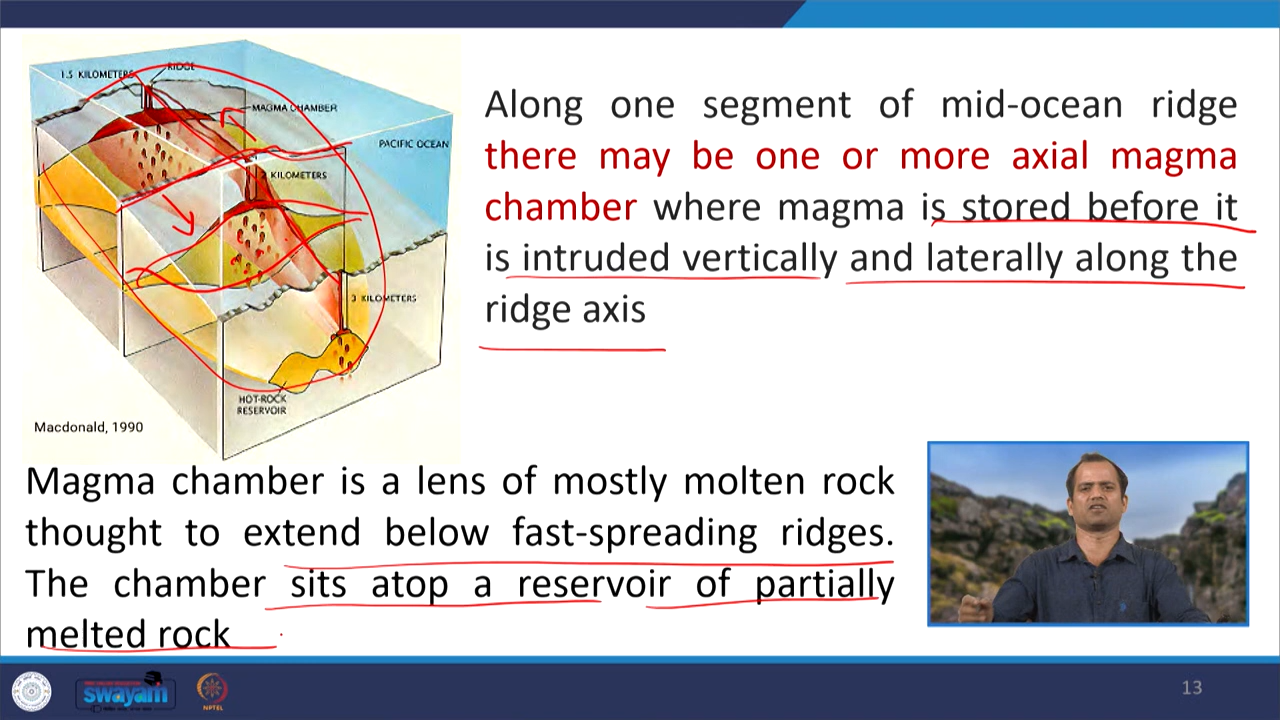 1.5 KILOMETERS
RIDGE
MAGMA CHAMBER
PACIFIC OCEAN
2 KILOMETERS
3 KILOMETERS
HOT-ROCK
RESERVOIR
Macdonald, 1990
Along one segment of mid-ocean ridge
there may be one or more axial magma
chamber where magma is stored before it
is intruded vertically and laterally along the
ridge axis
Magma chamber is a lens of mostly molten rock
thought to extend below fast-spreading ridges.
The chamber sits atop a reservoir of partially
melted rock
swayam
NPTEL
13